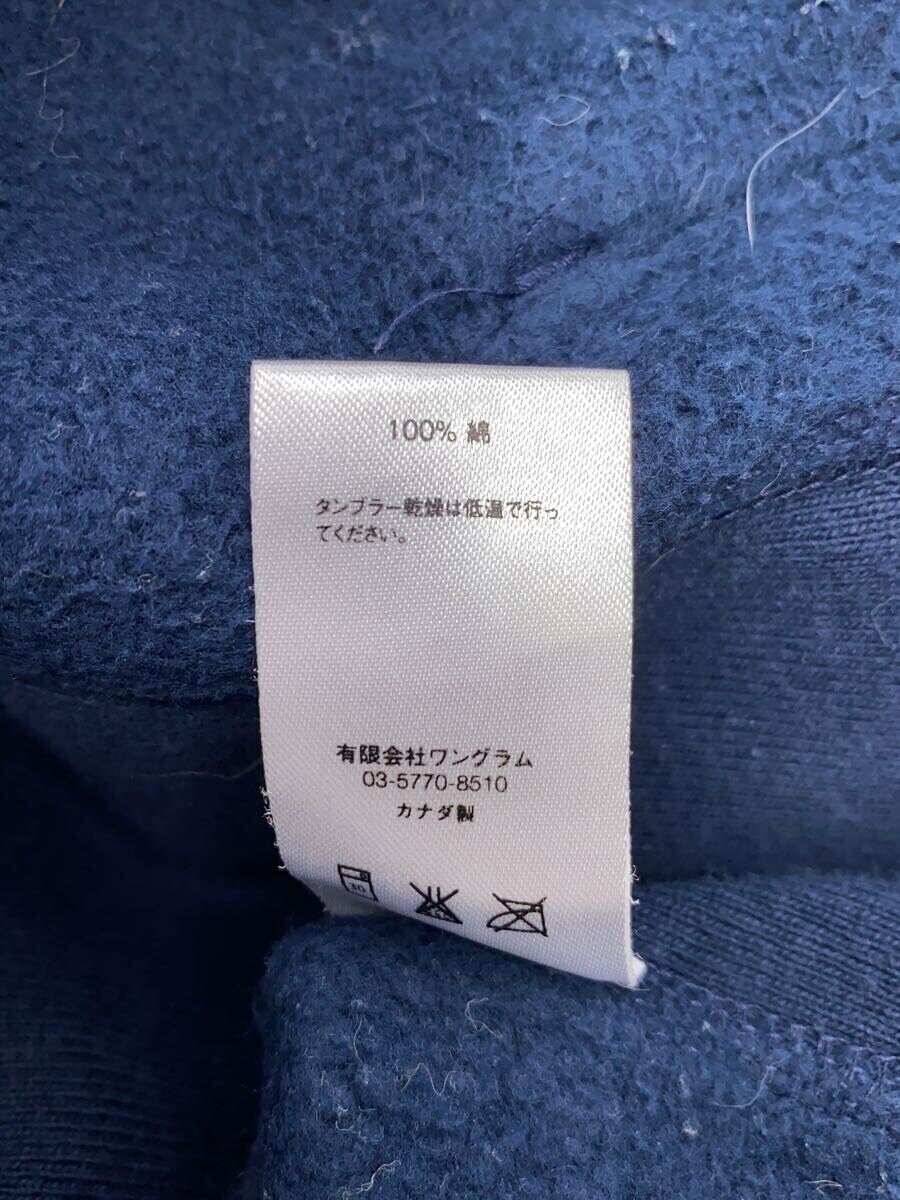 100% 綿
タンブラー乾燥は低温で行っ
てください。
有限会社ワングラム
03-5770-8510
カナダ製
30